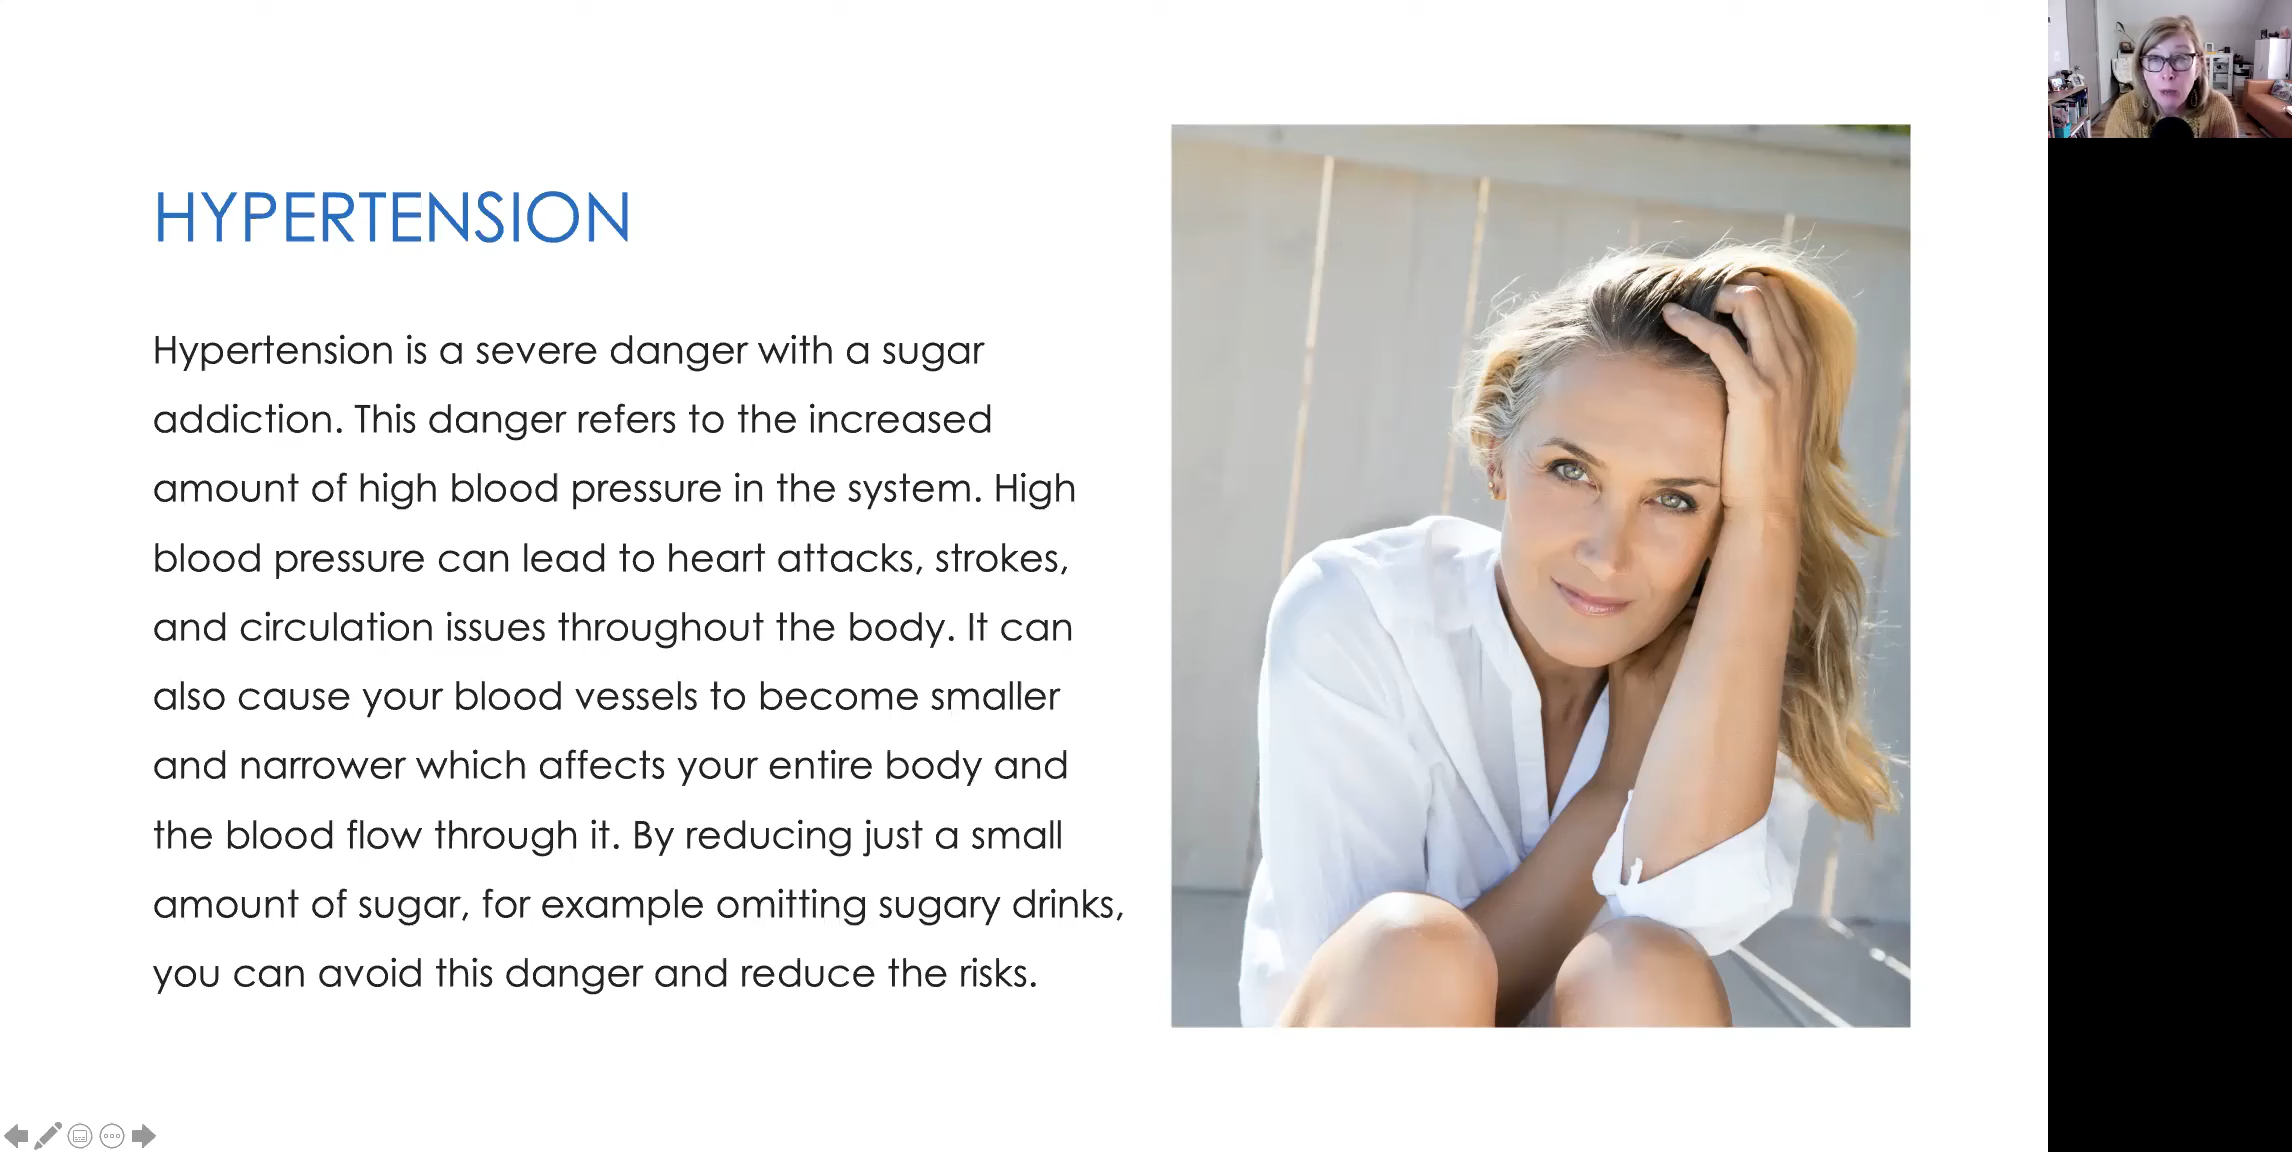 HYPERTENSION
Hypertension is a severe danger with a sugar
addiction. This danger refers to the increased
amount of high blood pressure in the system. High
blood pressure can lead to heart attacks, strokes,
and circulation issues throughout the body. It can
also cause your blood vessels to become smaller
and narrower which affects your entire body and
the blood flow through it. By reducing just a small
amount of sugar, for example omitting sugary drinks,
you can avoid this danger and reduce the risks.